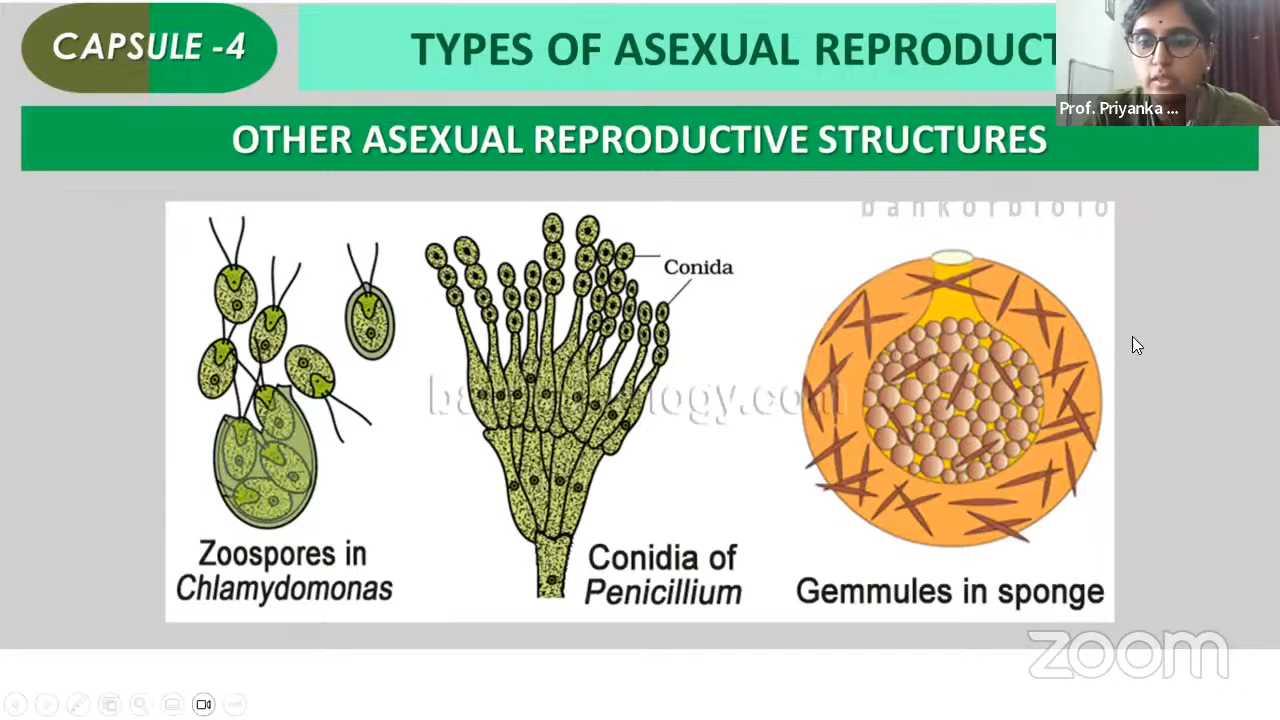 CAPSULE -4
TYPES OF ASEXUAL REPRODUCT
Prof. Priyanka ...
OTHER ASEXUAL REPRODUCTIVE STRUCTURES
bankofbiolo
Conida
Zoospores in
Chlamydomonas
Conidia of
Penicillium
Gemmules in sponge
zoom